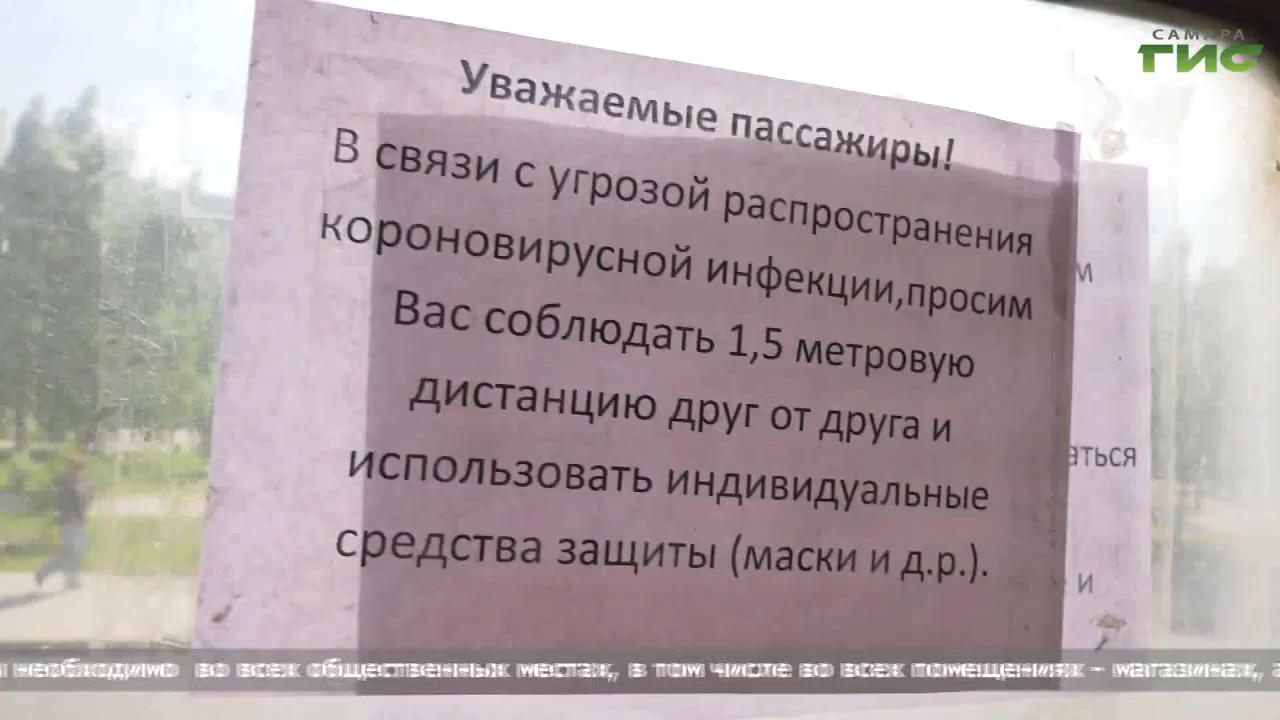 САМАРА
ГИС
Уважаемые пассажиры!
В связи с угрозой распространения
короновирусной инфекции,просим
Вас соблюдать 1,5 метровую
дистанцию друг от друга и
использовать индивидуальные
средства защиты (маски и д.р.).
м
аться
и
необходимо во всех общественных местах, в том числе во всех помещениях - магазинах,